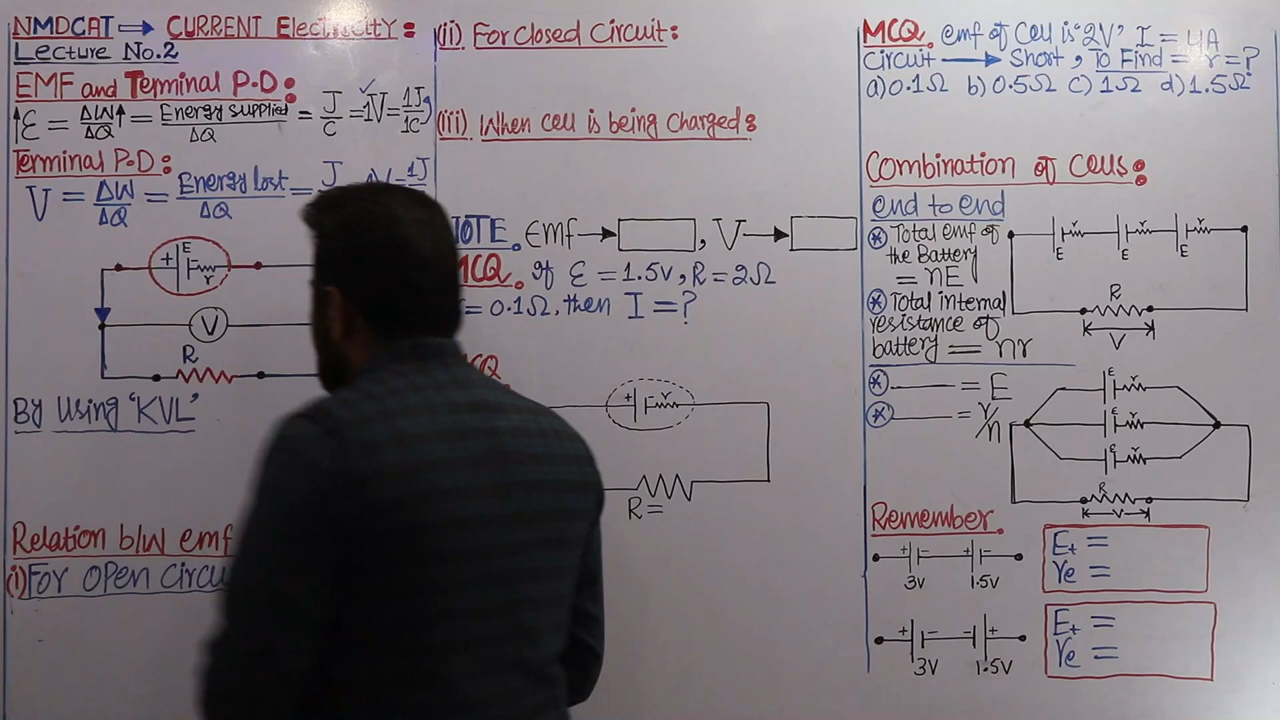 NMDCAT ⟹ CURRENT Electricity:
Lecture No.2
EMF and Terminal P.D:
↑Ɛ = ΔW↑/ΔQ = Energy supplied/ΔQ = J/C = 1V = 1J/1C
Terminal P.D:
V = ΔW/ΔQ = Energy lost/ΔQ = J V = 1J
+ E
r
V
R
By Using 'KVL'
Relation b/w emf
(i) For Open Circu
(ii) For Closed Circuit:
(iii) When cell is being charged:
NOTE. Emf → , V →
MCQ. If Ɛ = 1.5V, R = 2Ω
= 0.1Ω, then I = ?
+ r
R =
MCQ. emf of Cell is "2V" I = 4A
Circuit → Short, To Find = r = ?
a) 0.1Ω b) 0.5Ω c) 1Ω d) 1.5Ω
Combination of Cells:
end to end
* Total emf of
the Battery
= nE
* Total internal
resistance of
battery = nr
r r r
E E E
R
V
* = E
* = r/n
E r
E r
E r
R
V
Remember.
+ - + -
3V 1.5V
Et =
re =
+ - - +
3V 1.5V
Et =
re =